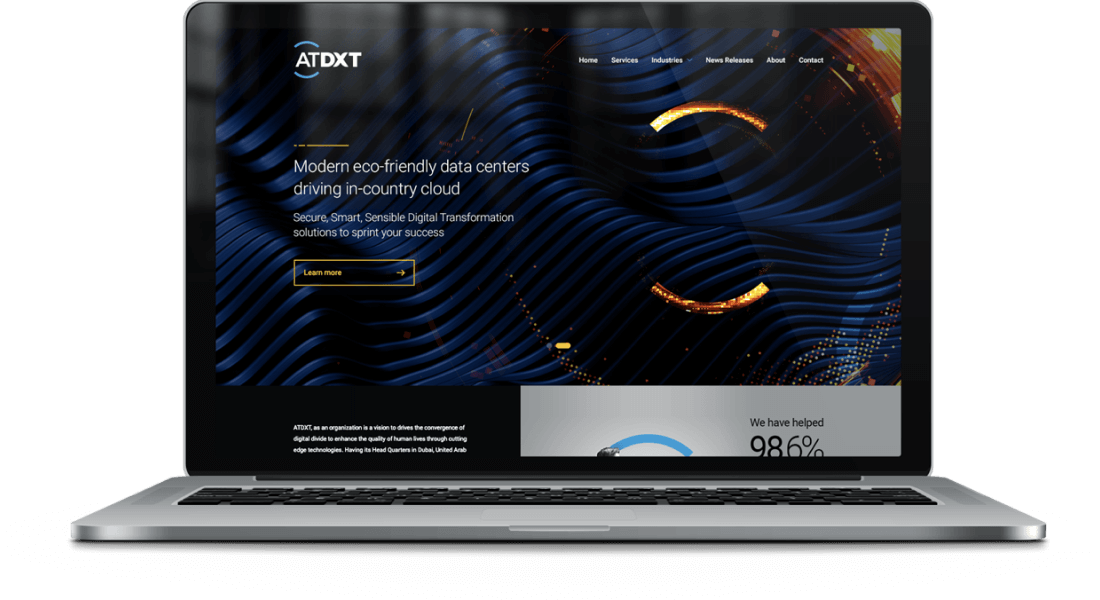 ATDXT
Home Services Industries News Releases About Contact
Modern eco-friendly data centers
driving in-country cloud
Secure, Smart, Sensible Digital Transformation
solutions to sprint your success
Learn more
ATDXT, as an organization is a vision to drives the convergence of
digital divide to enhance the quality of human lives through cutting
edge technologies. Having its Head Quarters in Dubai, United Arab
We have helped
98.6%